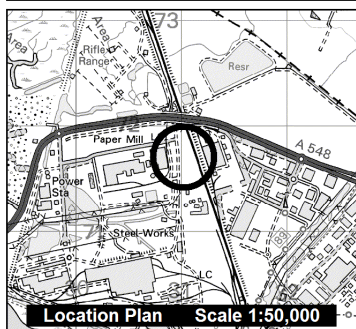 73
Area
Area
Rifle
Range
Resr
Paper Mill
A 548
Power
Sta
Steel-Works
LC
Location Plan Scale 1:50,000